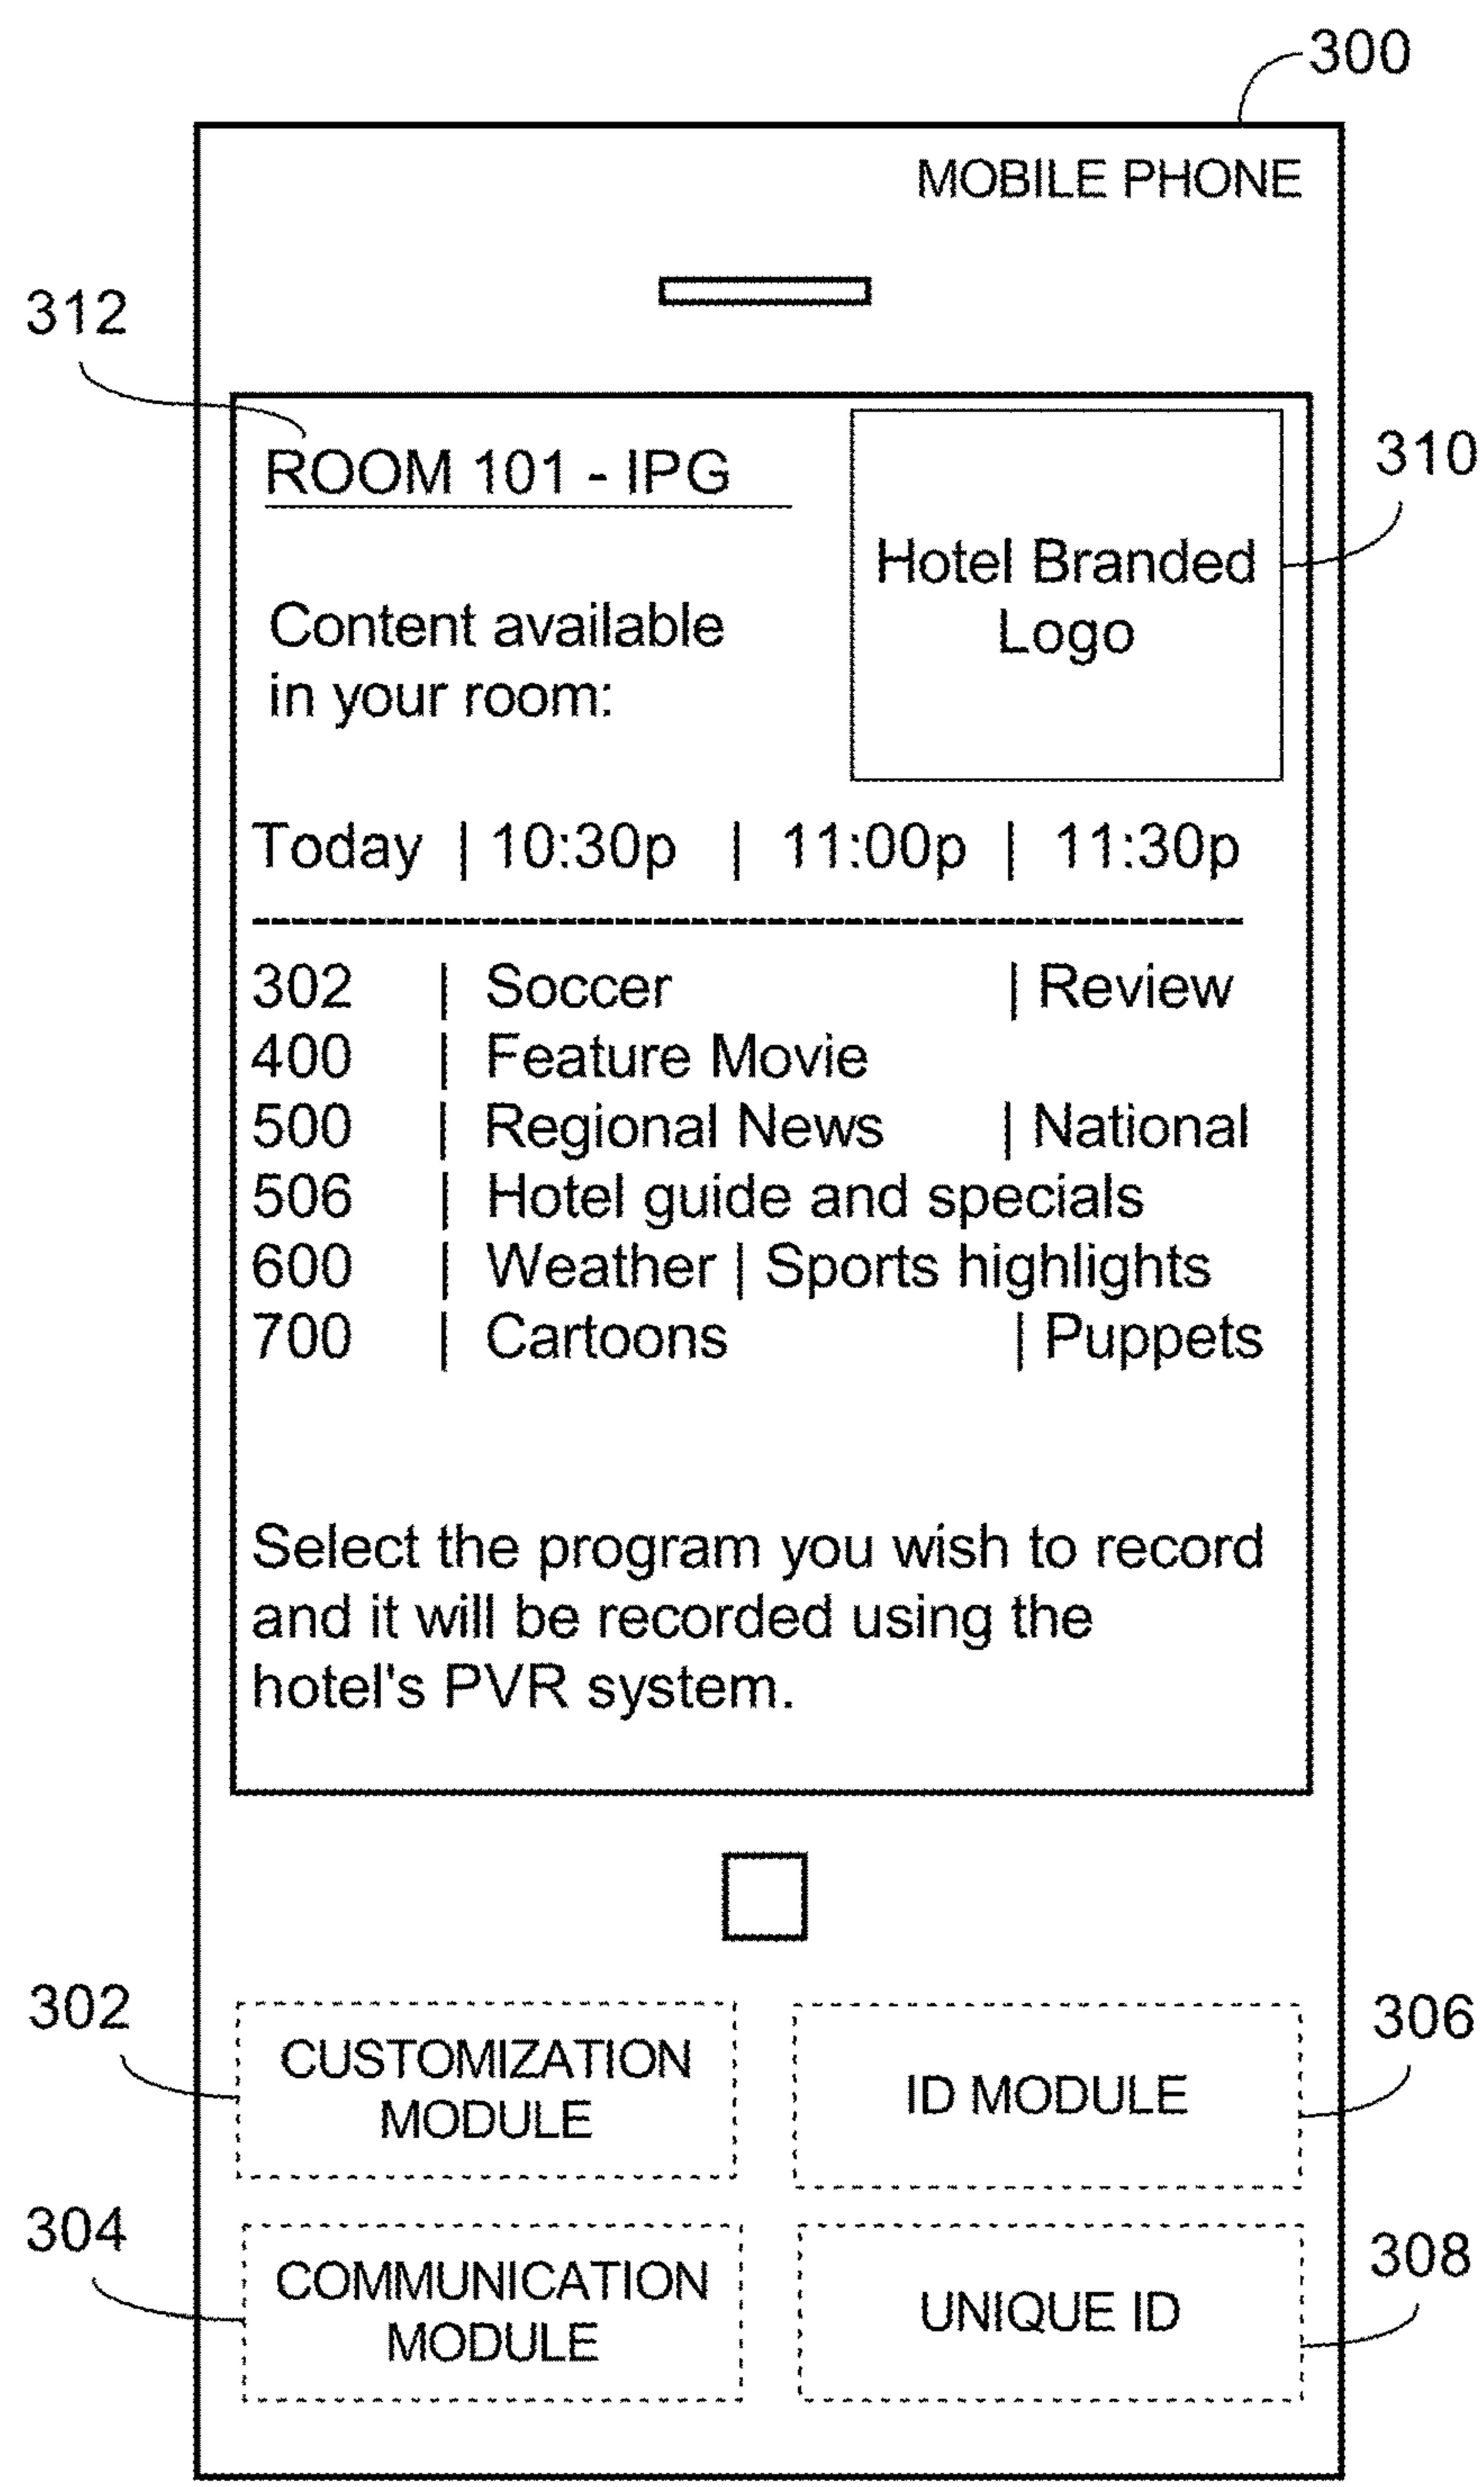 300
MOBILE PHONE
312
ROOM 101 - IPG
310
Hotel Branded
Logo
Content available
in your room:
Today | 10:30p | 11:00p | 11:30p
----------------------------------------------------
302 | Soccer | Review
400 | Feature Movie
500 | Regional News | National
506 | Hotel guide and specials
600 | Weather | Sports highlights
700 | Cartoons | Puppets
Select the program you wish to record
and it will be recorded using the
hotel's PVR system.
302
CUSTOMIZATION
MODULE
306
ID MODULE
304
COMMUNICATION
MODULE
308
UNIQUE ID